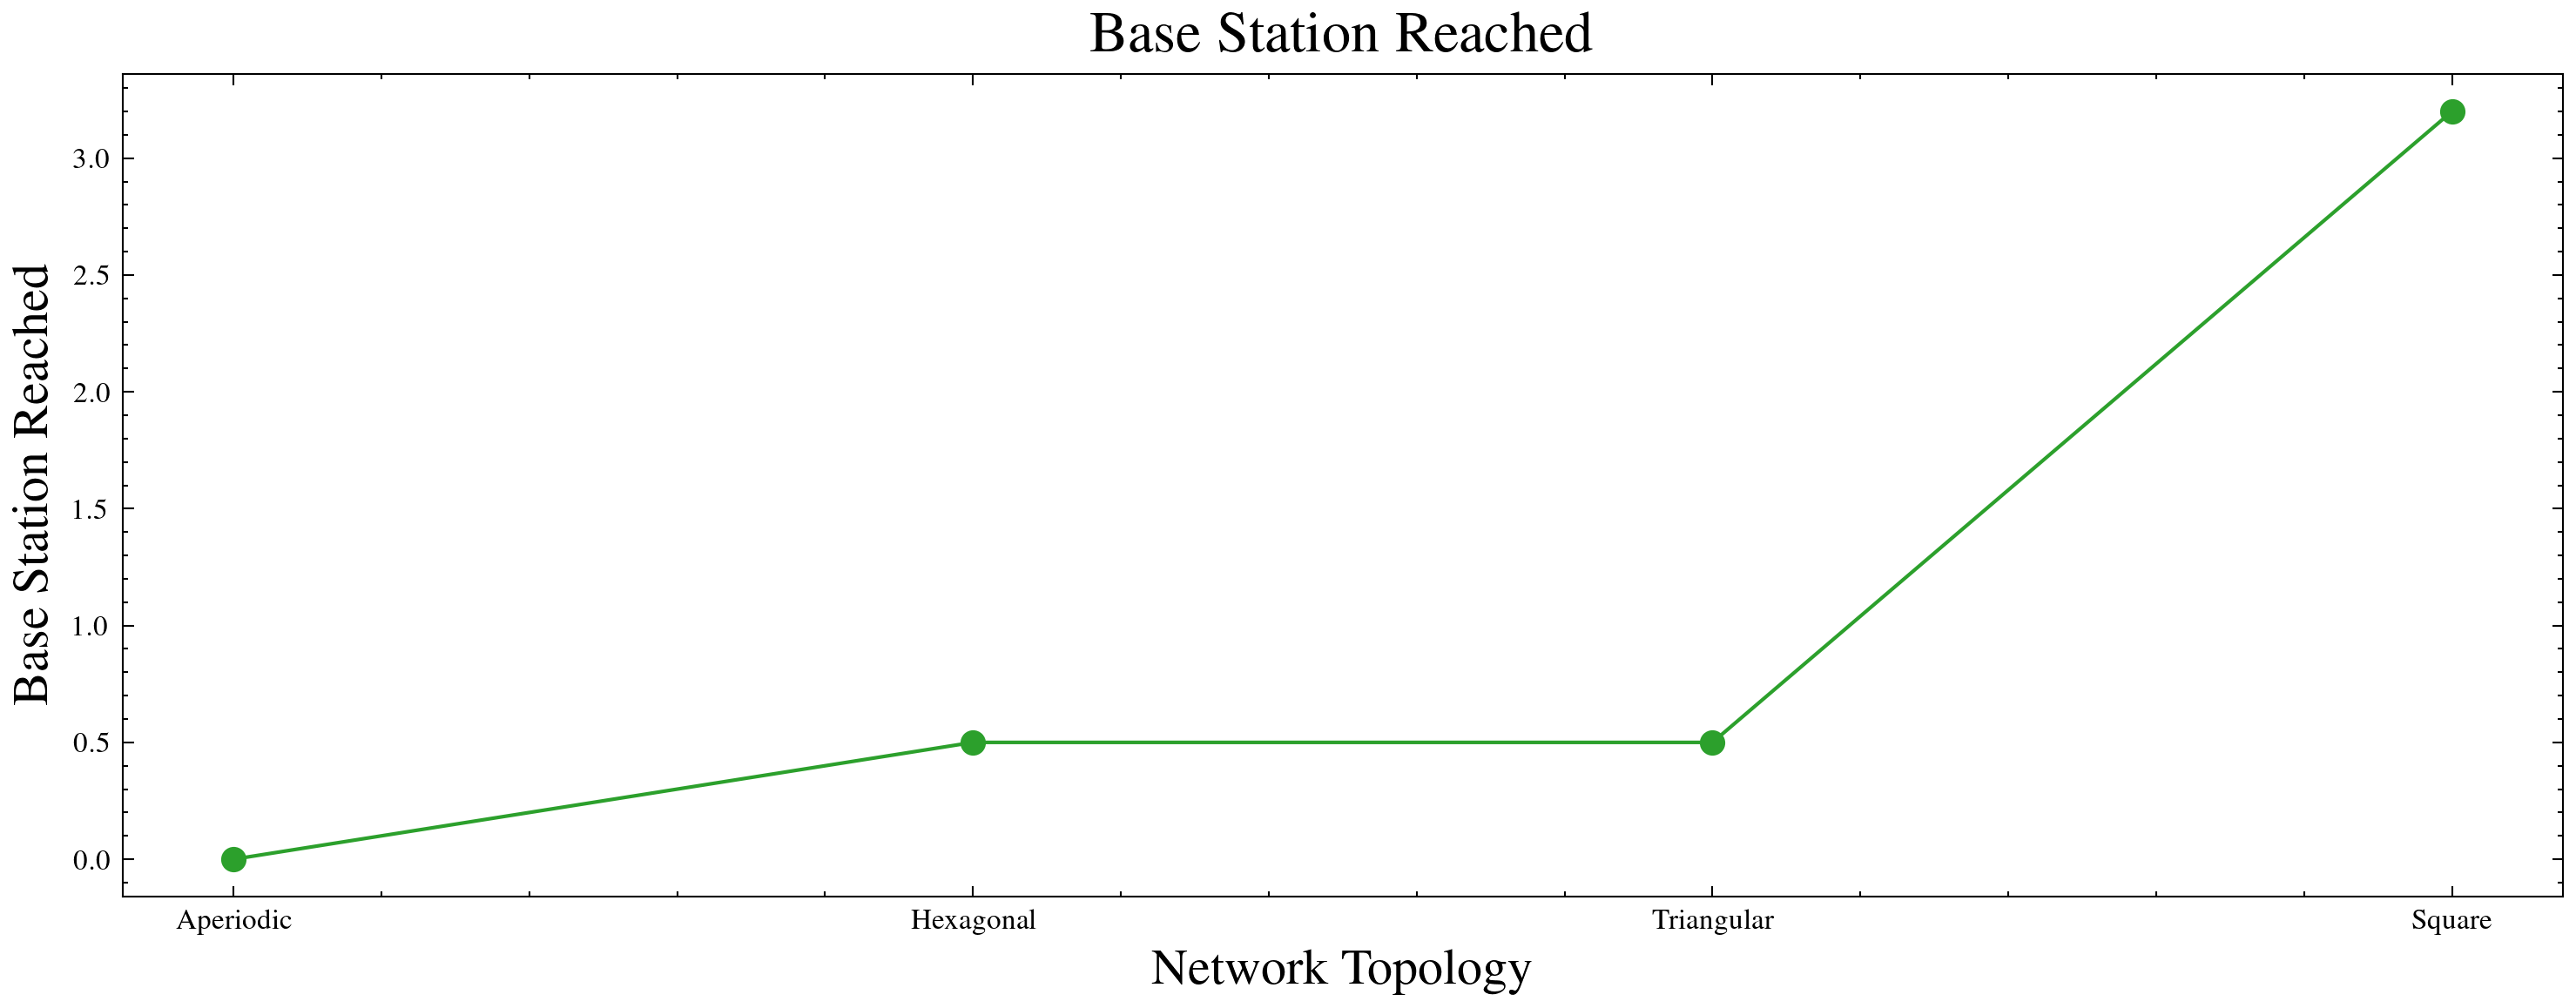 Base Station Reached
Base Station Reached
3.0
2.5
2.0
1.5
1.0
0.5
0.0
Aperiodic Hexagonal Triangular Square
Network Topology